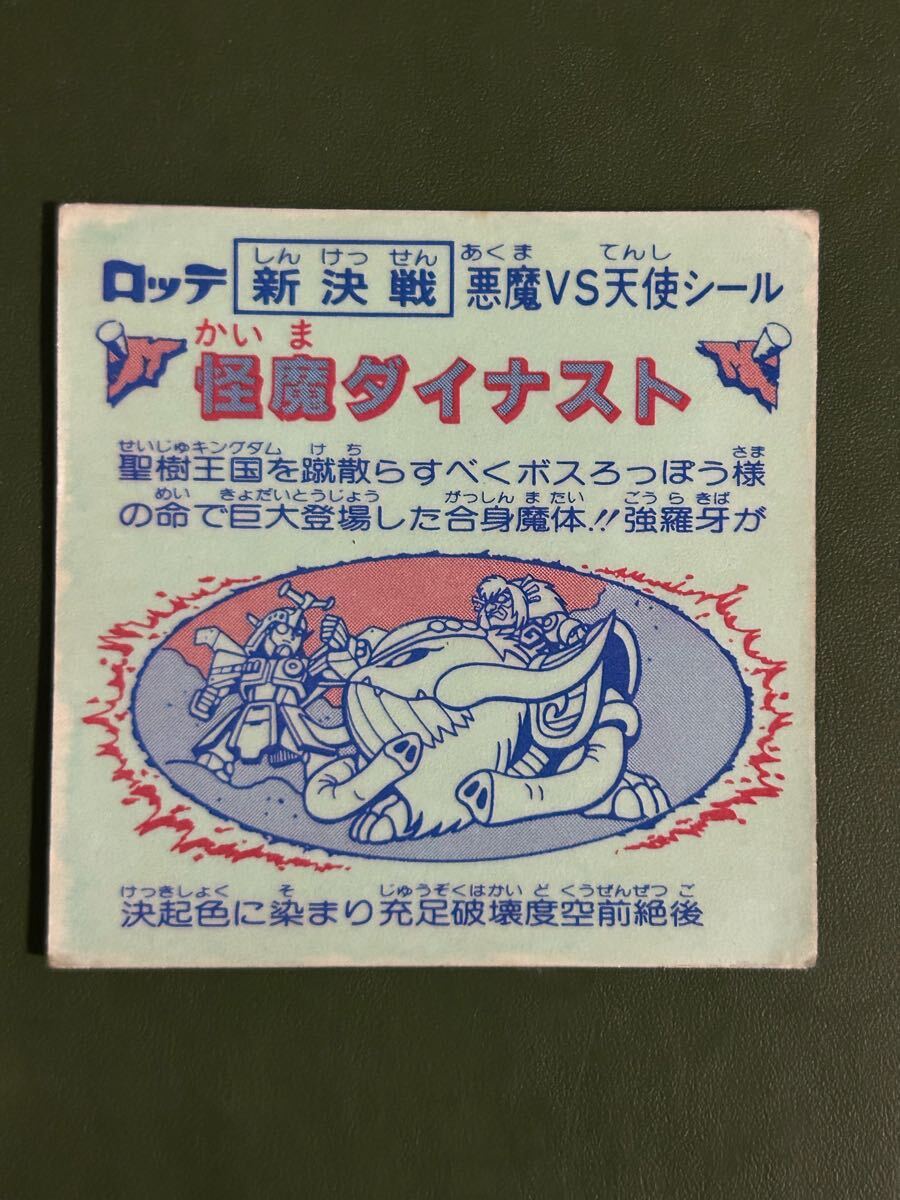 しん けっ せん あくま てんし
ロッテ 新決戦 悪魔VS天使シール
かい ま
怪魔ダイナスト
せいじゅキングダム け ち さま
聖樹王国を蹴散らすべくボスろっぽう様
めい きょだいとうじょう がっしん ま たい ごう ら きば
の命で巨大登場した合身魔体!!強羅牙が
けっきしょく そ じゅうぞくはかい ど くうぜんぜつ ご
決起色に染まり充足破壊度空前絶後